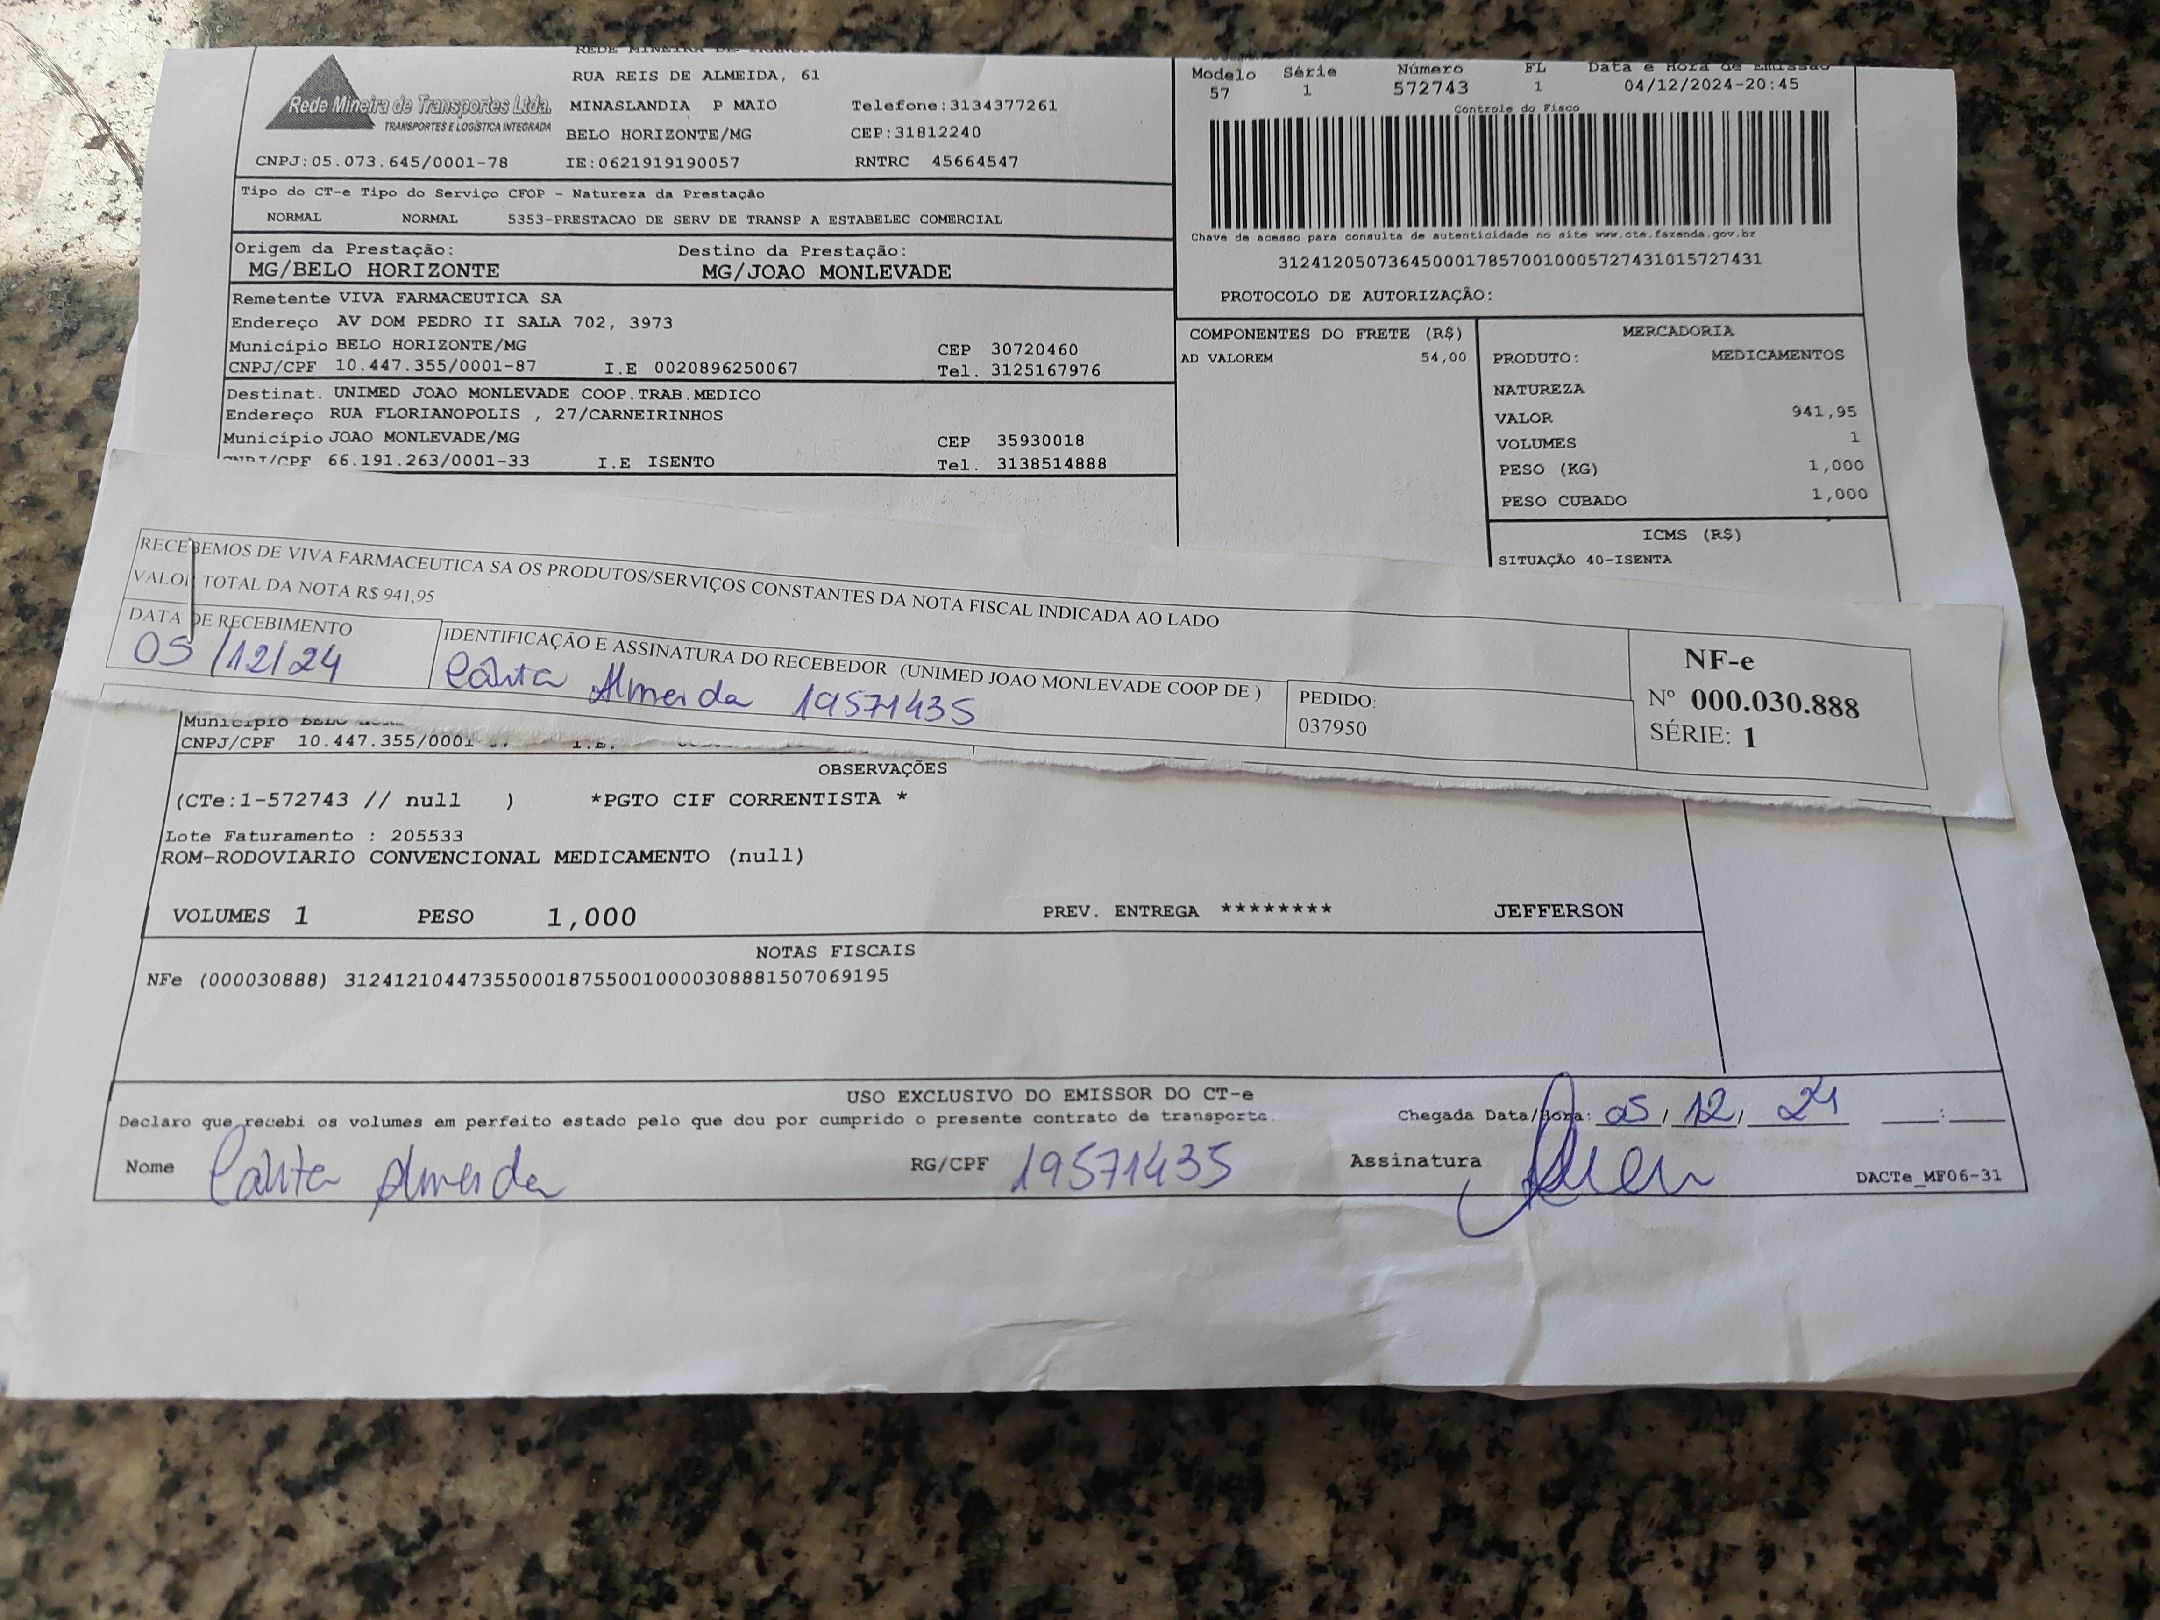 REDE MINEIRA DE
RUA REIS DE ALMEIDA, 61
MINASLANDIA P MAIO Telefone:3134377261
BELO HORIZONTE/MG CEP:31812240
Rede Mineira de Transportes Ltda.
TRANSPORTES E LOGÍSTICA INTEGRADA
CNPJ:05.073.645/0001-78 IE:0621919190057 RNTRC 45664547
Modelo Série Número FL Data e Hora de Emissão
57 1 572743 1 04/12/2024-20:45
Controle do Fisco
Chave de acesso para consulta de autenticidade no site www.cte.fazenda.gov.br
31241205073645000178570010005727431015727431
PROTOCOLO DE AUTORIZAÇÃO:
Tipo do CT-e Tipo do Serviço CFOP - Natureza da Prestação
NORMAL NORMAL 5353-PRESTACAO DE SERV DE TRANSP A ESTABELEC COMERCIAL
Origem da Prestação: Destino da Prestação:
MG/BELO HORIZONTE MG/JOAO MONLEVADE
Remetente VIVA FARMACEUTICA SA
Endereço AV DOM PEDRO II SALA 702, 3973
Município BELO HORIZONTE/MG CEP 30720460
CNPJ/CPF 10.447.355/0001-87 I.E 0020896250067 Tel. 3125167976
Destinat. UNIMED JOAO MONLEVADE COOP.TRAB.MEDICO
Endereço RUA FLORIANOPOLIS , 27/CARNEIRINHOS
Município JOAO MONLEVADE/MG CEP 35930018
CNPJ/CPF 66.191.263/0001-33 I.E ISENTO Tel. 3138514888
COMPONENTES DO FRETE (R$)
AD VALOREM 54,00
MERCADORIA
PRODUTO: MEDICAMENTOS
NATUREZA
VALOR 941,95
VOLUMES 1
PESO (KG) 1,000
PESO CUBADO 1,000
ICMS (R$)
SITUAÇÃO 40-ISENTA
RECEBEMOS DE VIVA FARMACEUTICA SA OS PRODUTOS/SERVIÇOS CONSTANTES DA NOTA FISCAL INDICADA AO LADO
VALOR TOTAL DA NOTA R$ 941,95
DATA DE RECEBIMENTO
05/12/24
IDENTIFICAÇÃO E ASSINATURA DO RECEBEDOR (UNIMED JOAO MONLEVADE COOP DE )
Almeida 19571435
PEDIDO:
037950
NF-e
Nº 000.030.888
SÉRIE: 1
Município BELO
CNPJ/CPF 10.447.355/0001 I.E.
OBSERVAÇÕES
(CTe:1-572743 // null ) *PGTO CIF CORRENTISTA *
Lote Faturamento : 205533
ROM-RODOVIARIO CONVENCIONAL MEDICAMENTO (null)
VOLUMES 1 PESO 1,000 PREV. ENTREGA ******** JEFFERSON
NOTAS FISCAIS
NFe (000030888) 31241210447355000187550010000308881507069195
USO EXCLUSIVO DO EMISSOR DO CT-e
Declaro que recebi os volumes em perfeito estado pelo que dou por cumprido o presente contrato de transporte. Chegada Data/Hora: 05/12/24 __:__
Nome Almeida RG/CPF 19571435 Assinatura
DACTe_MF06-31